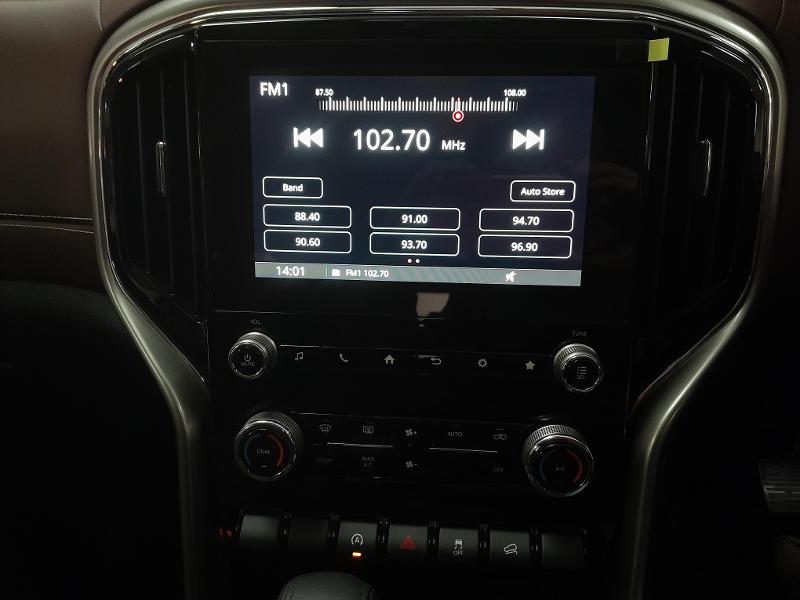 FM1
87.50 108.00
102.70 MHz
Band Auto Store
88.40 91.00 94.70
90.60 93.70 96.90
14:01 FM1 102.70
VOL TUNE
MUTE
AUTO
DUAL MODE MAX A/C OFF A/C
A OFF